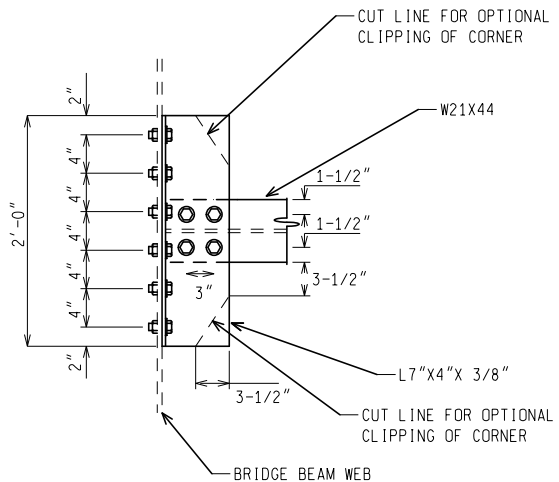 CUT LINE FOR OPTIONAL
CLIPPING OF CORNER
2"
W21X44
4"
4"
4"
4"
4"
2'-0"
2"
1-1/2"
1-1/2"
3-1/2"
3"
L7"X4"X 3/8"
3-1/2"
CUT LINE FOR OPTIONAL
CLIPPING OF CORNER
BRIDGE BEAM WEB